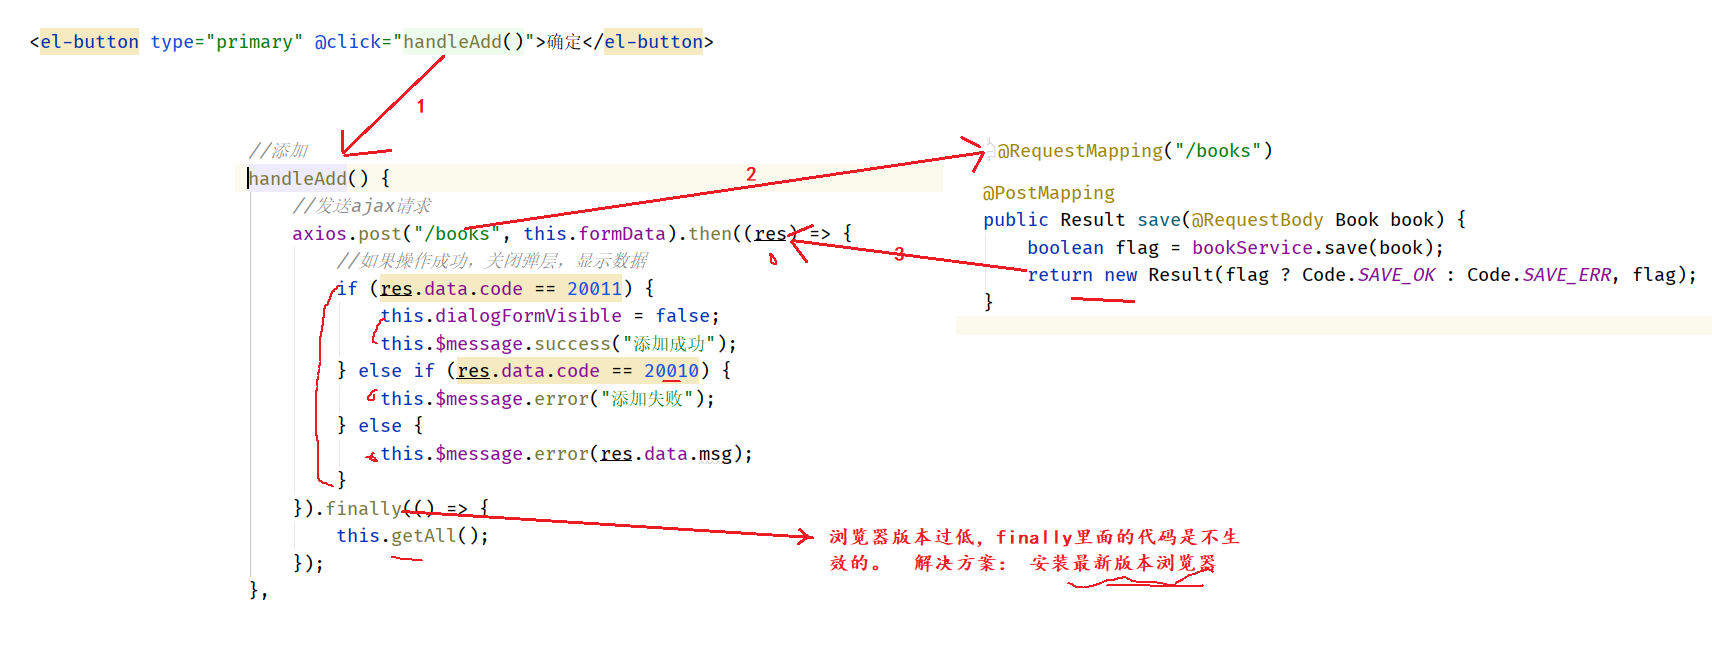 <el-button type="primary" @click="handleAdd()">确定</el-button>
1
//添加
handleAdd() {
//发送ajax请求
axios.post("/books", this.formData).then((res) => {
//如果操作成功，关闭弹层，显示数据
if (res.data.code == 20011) {
this.dialogFormVisible = false;
this.$message.success("添加成功");
} else if (res.data.code == 20010) {
this.$message.error("添加失败");
} else {
this.$message.error(res.data.msg);
}
}).finally(() => {
this.getAll();
});
},
2
3
@RequestMapping("/books")
@PostMapping
public Result save(@RequestBody Book book) {
boolean flag = bookService.save(book);
return new Result(flag ? Code.SAVE_OK : Code.SAVE_ERR, flag);
}
浏览器版本过低，finally里面的代码是不生
效的。 解决方案： 安装最新版本浏览器